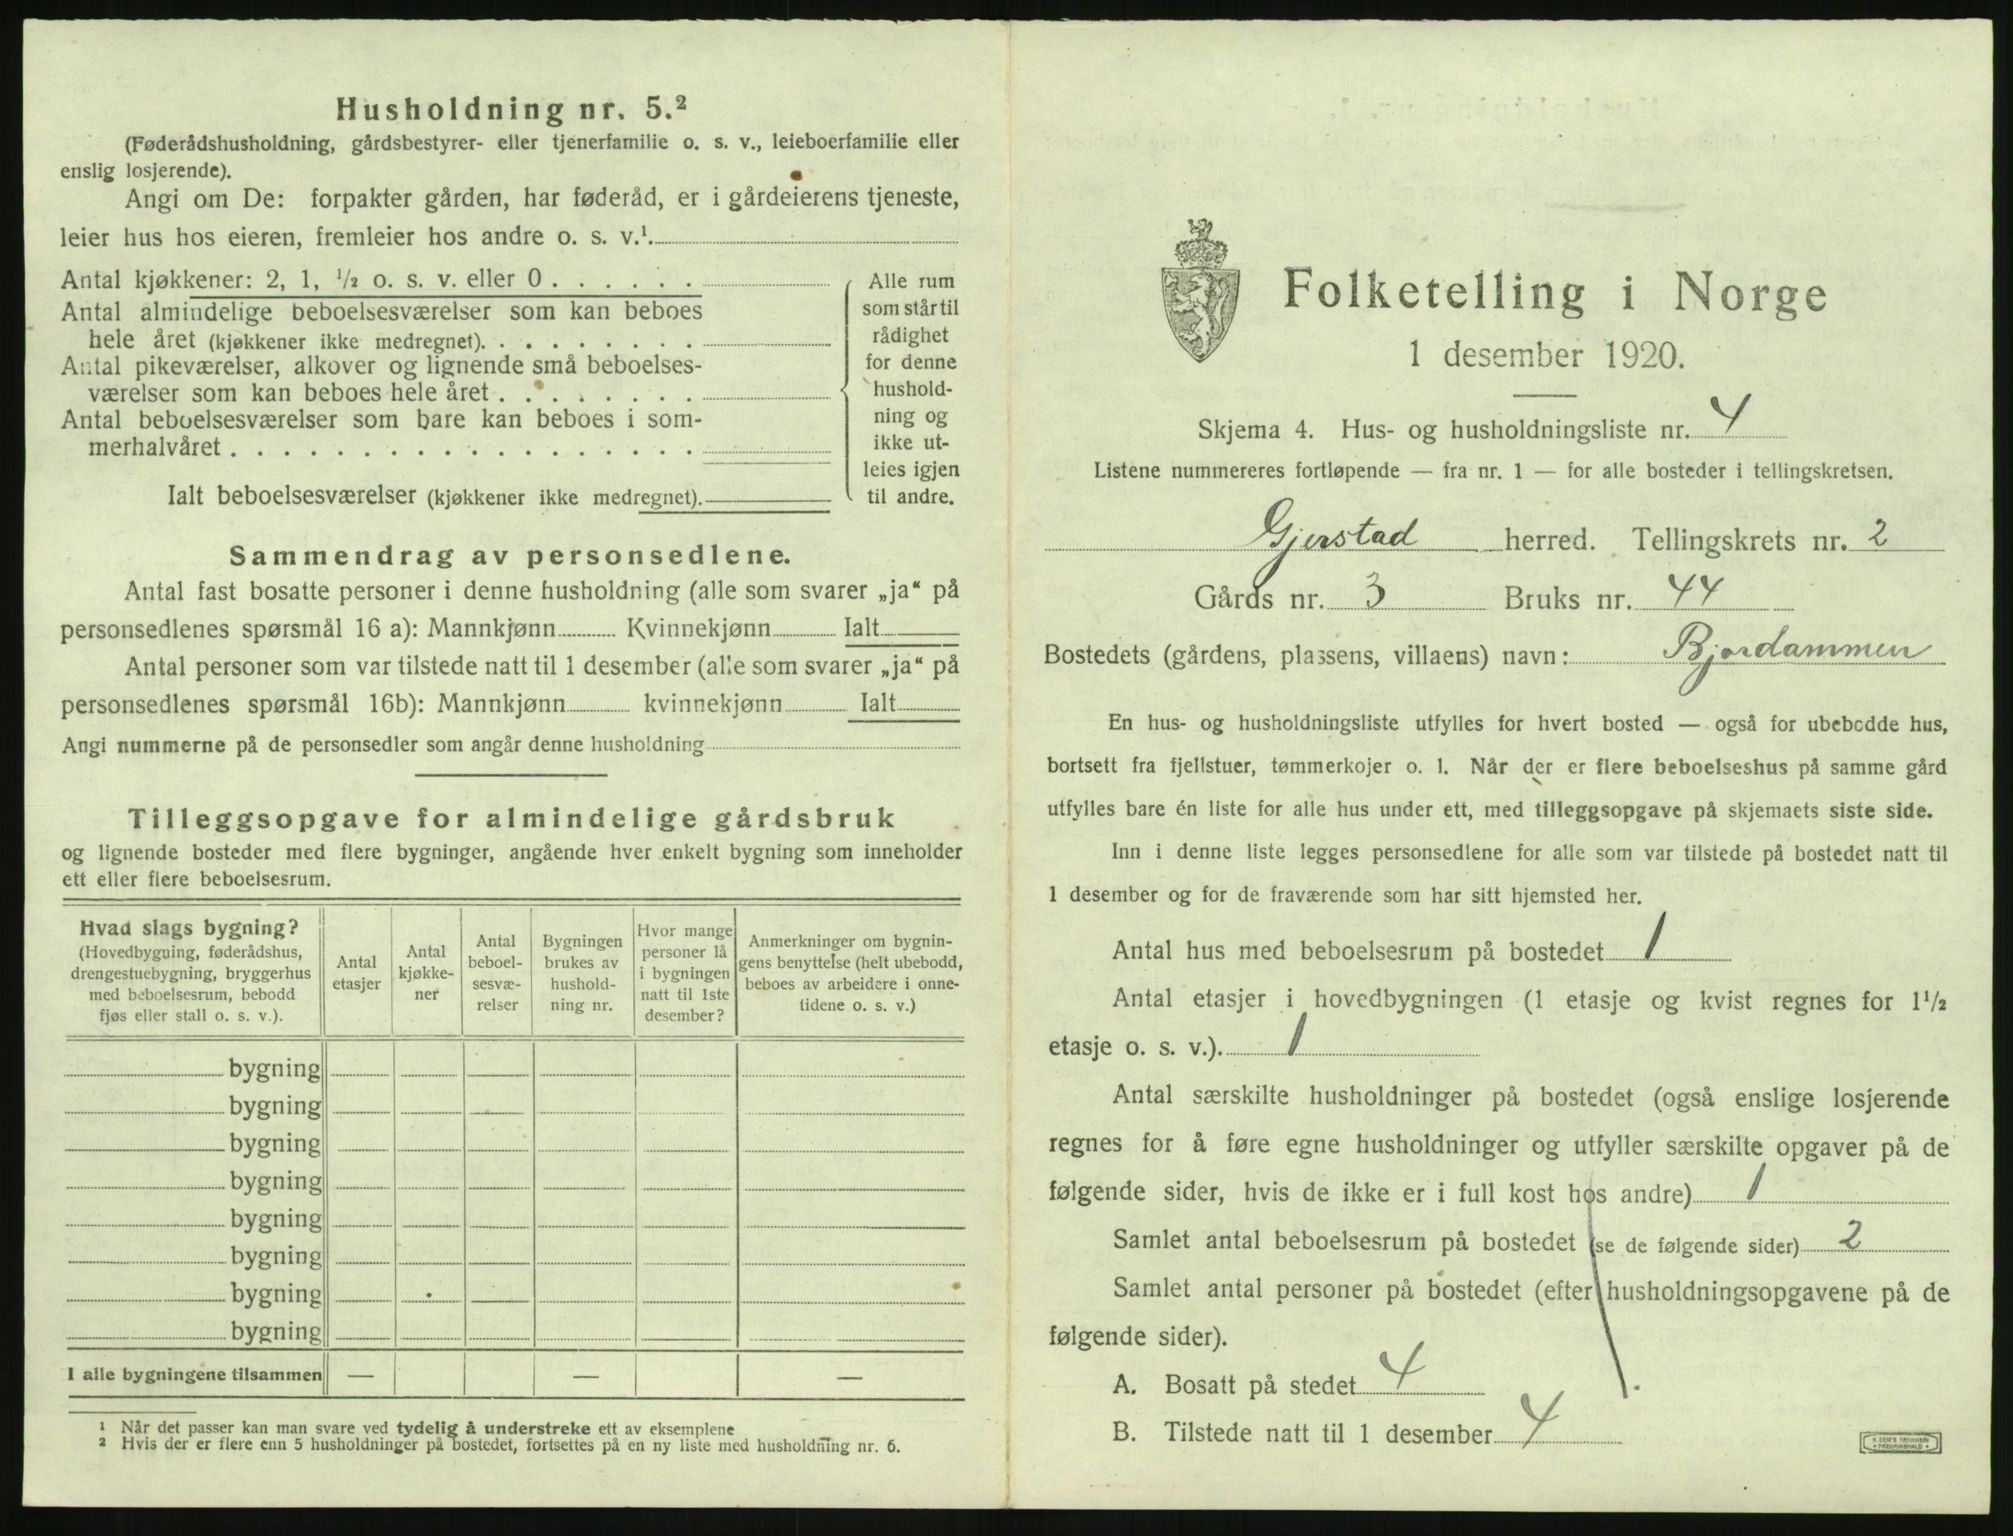 Husholdning nr. 5.²
(Føderådshusholdning, gårdsbestyrer- eller tjenerfamilie o. s. v., leieboerfamilie eller
enslig losjerende).
Angi om De: forpakter gården, har føderåd, er i gårdeierens tjeneste,
leier hus hos eieren, fremleier hos andre o. s. v.¹
Antal kjøkkener: 2, 1, ½ o. s. v. eller 0 . . . . . .
Antal almindelige beboelsesværelser som kan beboes
hele året (kjøkkener ikke medregnet). . . . . . . . .
Antal pikeværelser, alkover og lignende små beboelses-
værelser som kan beboes hele året . . . . . . . .
Antal beboelsesværelser som bare kan beboes i som-
merhalvåret . . . . . . . . . . . . . . . . . .
Ialt beboelsesværelser (kjøkkener ikke medregnet).
Alle rum
som står til
rådighet
for denne
hushold-
ning og
ikke ut-
leies igjen
til andre.
Sammendrag av personsedlene.
Antal fast bosatte personer i denne husholdning (alle som svarer „ja“ på
personsedlenes spørsmål 16 a): Mannkjønn Kvinnekjønn Ialt
Antal personer som var tilstede natt til 1 desember (alle som svarer „ja“ på
personsedlenes spørsmål 16b): Mannkjønn kvinnekjønn Ialt
Angi nummerne på de personsedler som angår denne husholdning
Tilleggsopgave for almindelige gårdsbruk
og lignende bosteder med flere bygninger, angående hver enkelt bygning som inneholder
ett eller flere beboelsesrum.
Hvad slags bygning?
(Hovedbygning, føderådshus,
drengestuebygning, bryggerhus
med beboelsesrum, bebodd
fjøs eller stall o. s. v.).
Antal
etasjer
Antal
kjøkke-
ner
Antal
beboel-
sesvæ-
relser
Bygningen
brukes av
hushold-
ning nr.
Hvor mange
personer lå
i bygningen
natt til 1ste
desember?
Anmerkninger om bygnin-
gens benyttelse (helt ubebodd,
beboes av arbeidere i onne-
tidene o. s. v.)
bygning
bygning
bygning
bygning
bygning
bygning
bygning
bygning
I alle bygningene tilsammen — — —
¹ Når det passer kan man svare ved tydelig å understreke ett av eksemplene
² Hvis der er flere enn 5 husholdninger på bostedet, fortsettes på en ny liste med husholdning nr. 6.
Folketelling i Norge
1 desember 1920.
Skjema 4. Hus- og husholdningsliste nr. 4
Listene nummereres fortløpende — fra nr. 1 — for alle bosteder i tellingskretsen.
Gjerstad herred. Tellingskrets nr. 2
Gårds nr. 3 Bruks nr. 44
Bostedets (gårdens, plassens, villaens) navn: Bjordammen
En hus- og husholdningsliste utfylles for hvert bosted — også for ubebodde hus,
bortsett fra fjellstuer, tømmerkojer o. l. Når der er flere beboelseshus på samme gård
utfylles bare én liste for alle hus under ett, med tilleggsopgave på skjemaets siste side.
Inn i denne liste legges personsedlene for alle som var tilstede på bostedet natt til
1 desember og for de fraværende som har sitt hjemsted her.
Antal hus med beboelsesrum på bostedet 1
Antal etasjer i hovedbygningen (1 etasje og kvist regnes for 1½
etasje o. s. v.). 1
Antal særskilte husholdninger på bostedet (også enslige losjerende
regnes for å føre egne husholdninger og utfyller særskilte opgaver på de
følgende sider, hvis de ikke er i full kost hos andre) 1
Samlet antal beboelsesrum på bostedet (se de følgende sider) 2
Samlet antal personer på bostedet (efter husholdningsopgavene på de
følgende sider).
A. Bosatt på stedet 4
B. Tilstede natt til 1 desember 4